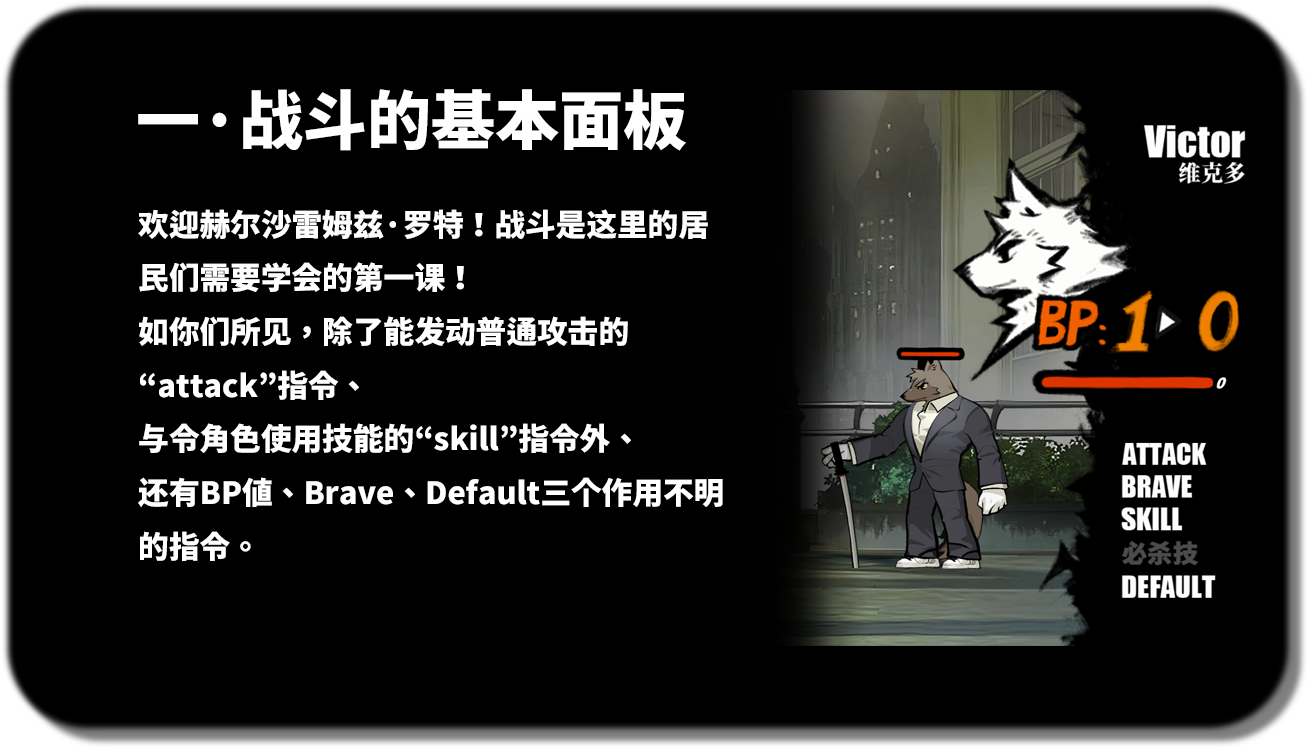 一·战斗的基本面板
欢迎赫尔沙雷姆兹·罗特！战斗是这里的居
民们需要学会的第一课！
如你们所见，除了能发动普通攻击的
“attack”指令、
与令角色使用技能的“skill”指令外、
还有BP値、Brave、Default三个作用不明
的指令。
Victor
维克多
BP:1▶0
0
ATTACK
BRAVE
SKILL
必杀技
DEFAULT